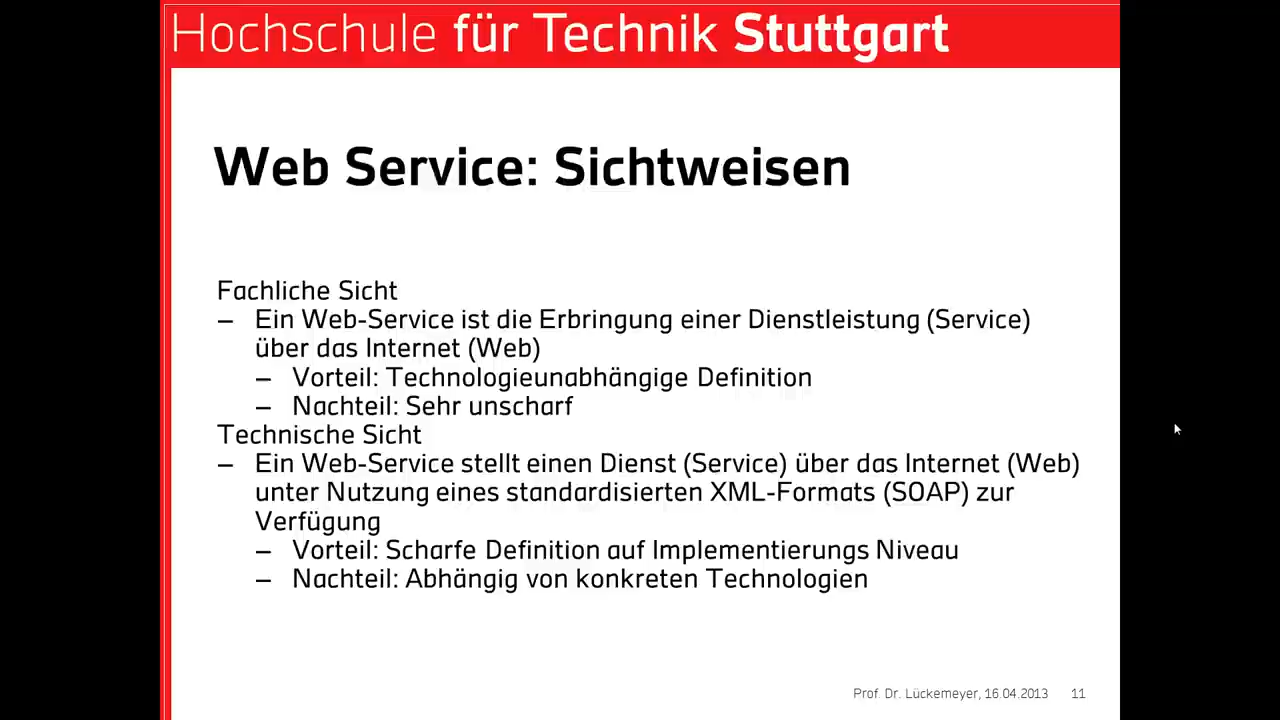 Hochschule für Technik Stuttgart
Web Service: Sichtweisen
Fachliche Sicht
– Ein Web-Service ist die Erbringung einer Dienstleistung (Service)
über das Internet (Web)
– Vorteil: Technologieunabhängige Definition
– Nachteil: Sehr unscharf
Technische Sicht
– Ein Web-Service stellt einen Dienst (Service) über das Internet (Web)
unter Nutzung eines standardisierten XML-Formats (SOAP) zur
Verfügung
– Vorteil: Scharfe Definition auf Implementierungs Niveau
– Nachteil: Abhängig von konkreten Technologien
Prof. Dr. Lückemeyer, 16.04.2013 11